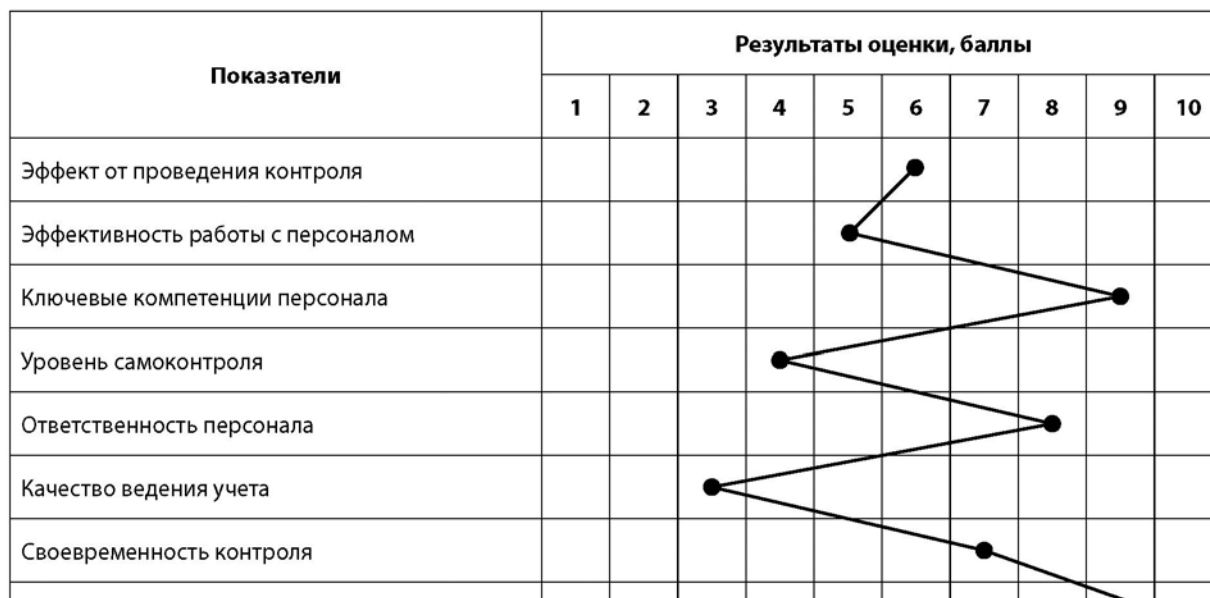 Показатели
Результаты оценки, баллы
1 2 3 4 5 6 7 8 9 10
Эффект от проведения контроля
Эффективность работы с персоналом
Ключевые компетенции персонала
Уровень самоконтроля
Ответственность персонала
Качество ведения учета
Своевременность контроля